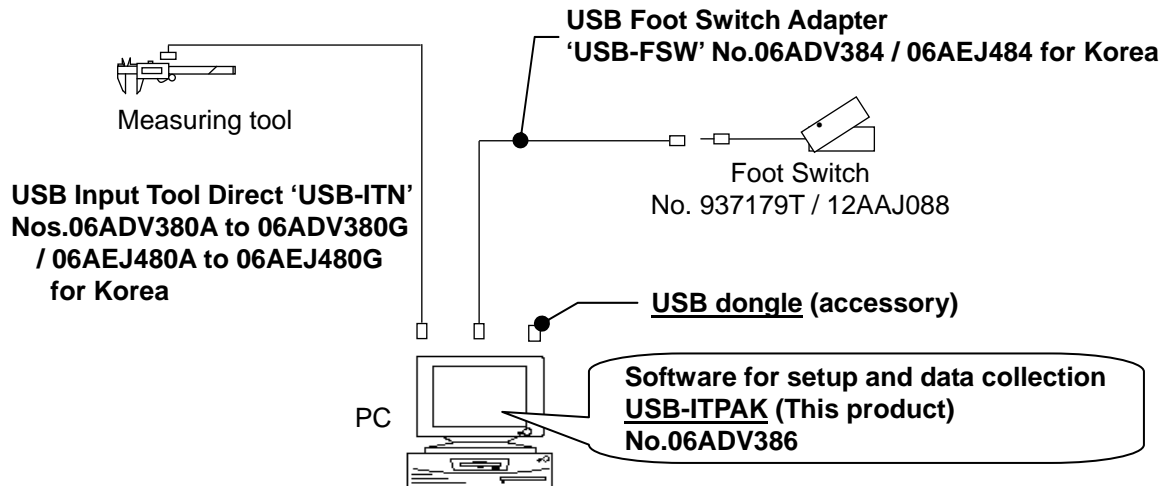 USB Foot Switch Adapter
‘USB-FSW’ No.06ADV384 / 06AEJ484 for Korea
Measuring tool
Foot Switch
No. 937179T / 12AAJ088
USB Input Tool Direct ‘USB-ITN’
Nos.06ADV380A to 06ADV380G
/ 06AEJ480A to 06AEJ480G
for Korea
USB dongle (accessory)
Software for setup and data collection
USB-ITPAK (This product)
No.06ADV386
PC